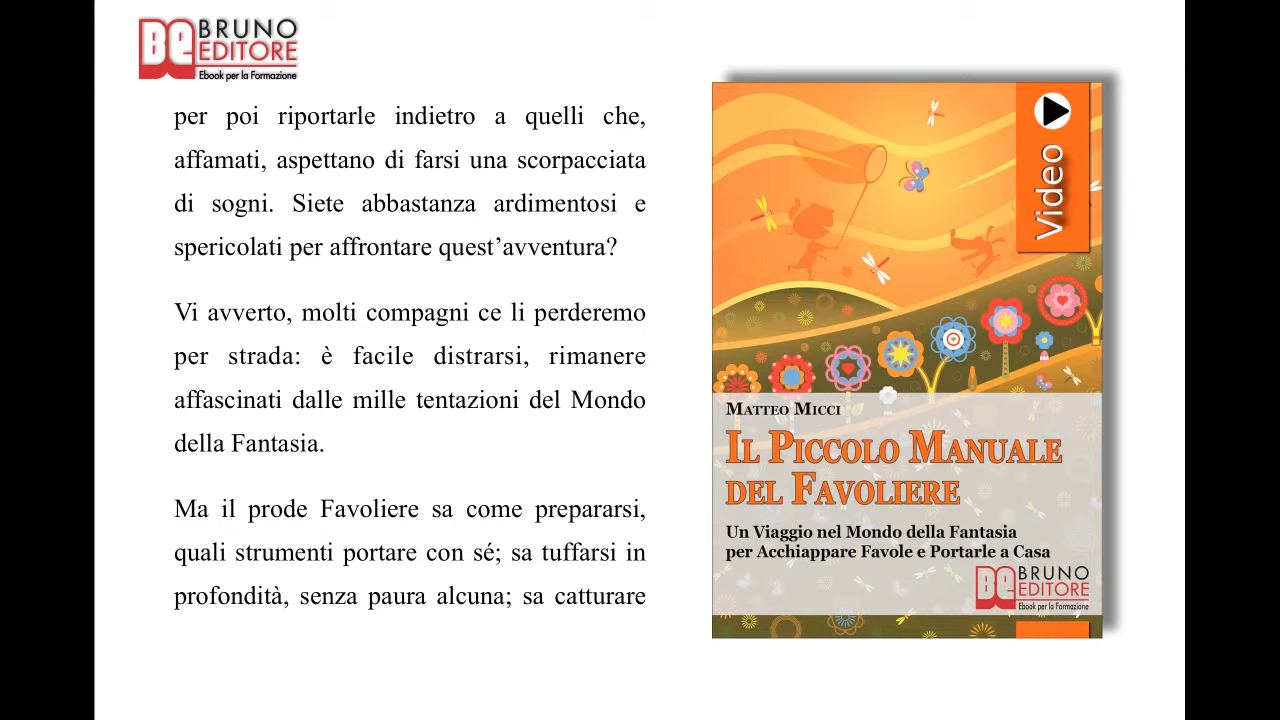 BRUNO
EDITORE
Ebook per la Formazione
per poi riportarle indietro a quelli che,
affamati, aspettano di farsi una scorpacciata
di sogni. Siete abbastanza ardimentosi e
spericolati per affrontare quest’avventura?
Vi avverto, molti compagni ce li perderemo
per strada: è facile distrarsi, rimanere
affascinati dalle mille tentazioni del Mondo
della Fantasia.
Ma il prode Favoliere sa come prepararsi,
quali strumenti portare con sé; sa tuffarsi in
profondità, senza paura alcuna; sa catturare
Video
MATTEO MICCI
IL PICCOLO MANUALE
DEL FAVOLIERE
Un Viaggio nel Mondo della Fantasia
per Acchiappare Favole e Portarle a Casa
BRUNO
EDITORE
Ebook per la Formazione